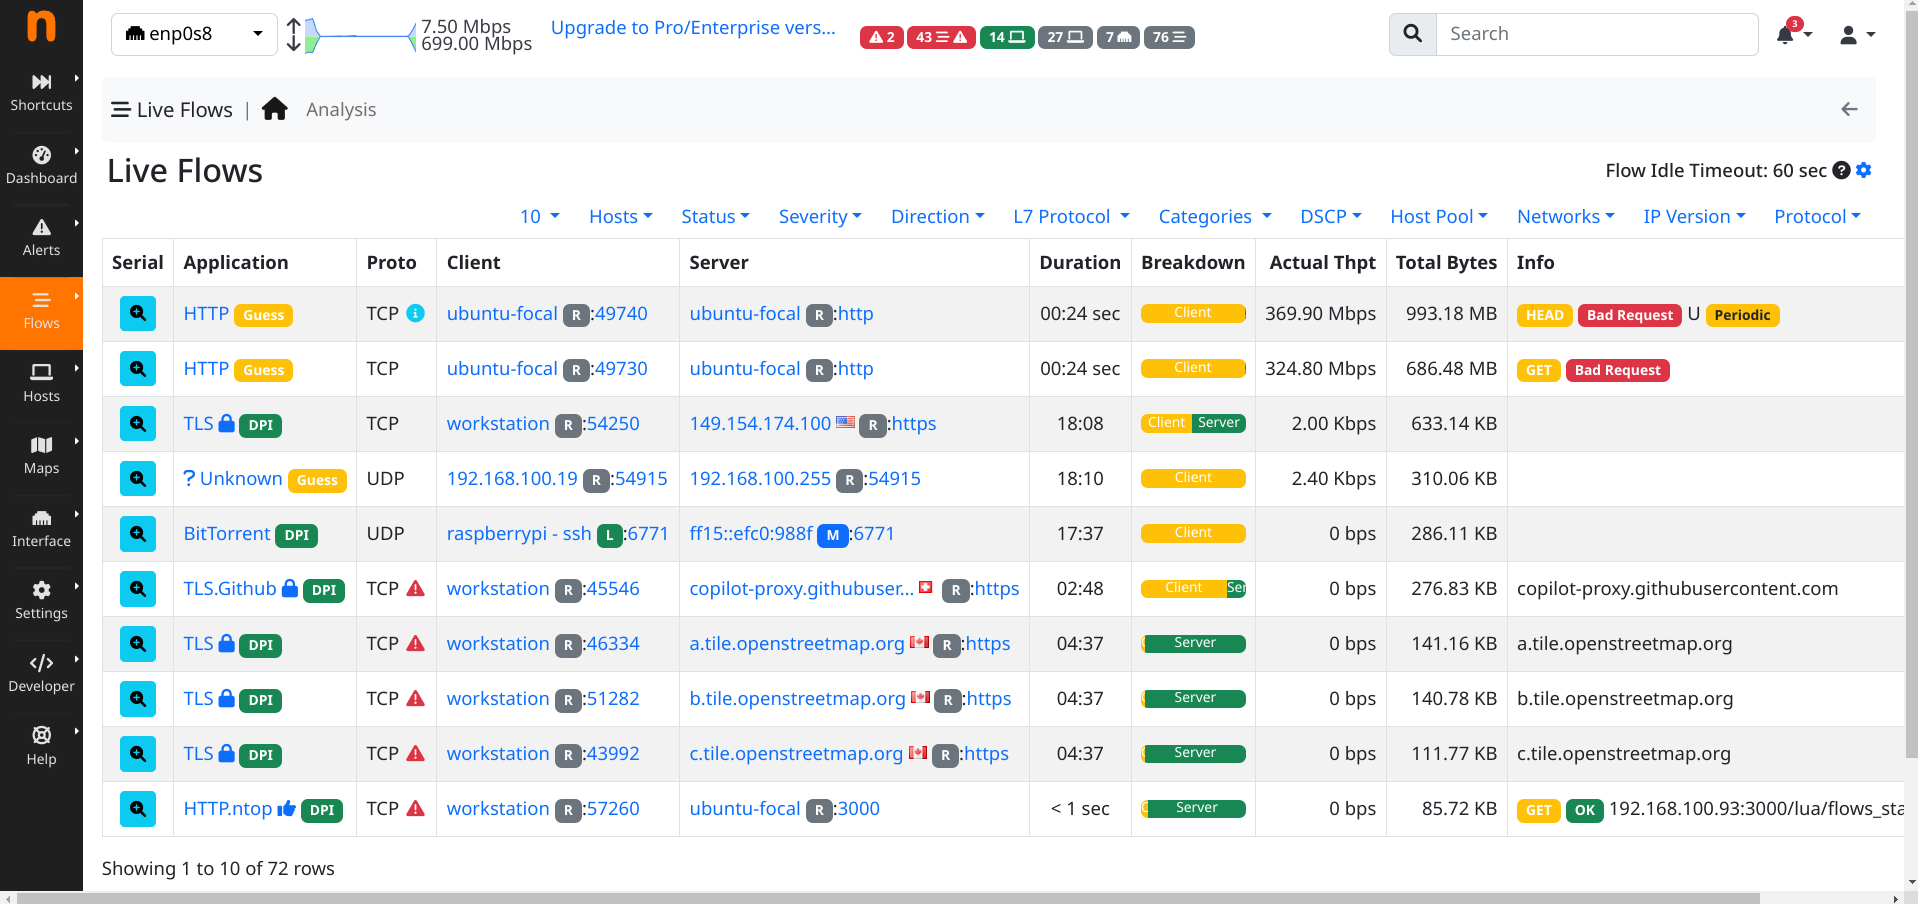 n
enp0s8
7.50 Mbps
699.00 Mbps
Upgrade to Pro/Enterprise vers...
2
43
14
27
7
76
Search
3
Shortcuts
Dashboard
Alerts
Flows
Hosts
Maps
Interface
Settings
Developer
Help
Live Flows | Analysis
Live Flows
Flow Idle Timeout: 60 sec
10 Hosts Status Severity Direction L7 Protocol Categories DSCP Host Pool Networks IP Version Protocol
Serial Application Proto Client Server Duration Breakdown Actual Thpt Total Bytes Info
HTTP Guess TCP ubuntu-focal R :49740 ubuntu-focal R :http 00:24 sec Client 369.90 Mbps 993.18 MB HEAD Bad Request U Periodic
HTTP Guess TCP ubuntu-focal R :49730 ubuntu-focal R :http 00:24 sec Client 324.80 Mbps 686.48 MB GET Bad Request
TLS DPI TCP workstation R :54250 149.154.174.100 R :https 18:08 Client Server 2.00 Kbps 633.14 KB
? Unknown Guess UDP 192.168.100.19 R :54915 192.168.100.255 R :54915 18:10 Client 2.40 Kbps 310.06 KB
BitTorrent DPI UDP raspberrypi - ssh L :6771 ff15::efc0:988f M :6771 17:37 Client 0 bps 286.11 KB
TLS.Github DPI TCP workstation R :45546 copilot-proxy.githubuser... R :https 02:48 Client Ser 0 bps 276.83 KB copilot-proxy.githubusercontent.com
TLS DPI TCP workstation R :46334 a.tile.openstreetmap.org R :https 04:37 Server 0 bps 141.16 KB a.tile.openstreetmap.org
TLS DPI TCP workstation R :51282 b.tile.openstreetmap.org R :https 04:37 Server 0 bps 140.78 KB b.tile.openstreetmap.org
TLS DPI TCP workstation R :43992 c.tile.openstreetmap.org R :https 04:37 Server 0 bps 111.77 KB c.tile.openstreetmap.org
HTTP.ntop DPI TCP workstation R :57260 ubuntu-focal R :3000 < 1 sec Server 0 bps 85.72 KB GET OK 192.168.100.93:3000/lua/flows_sta
Showing 1 to 10 of 72 rows